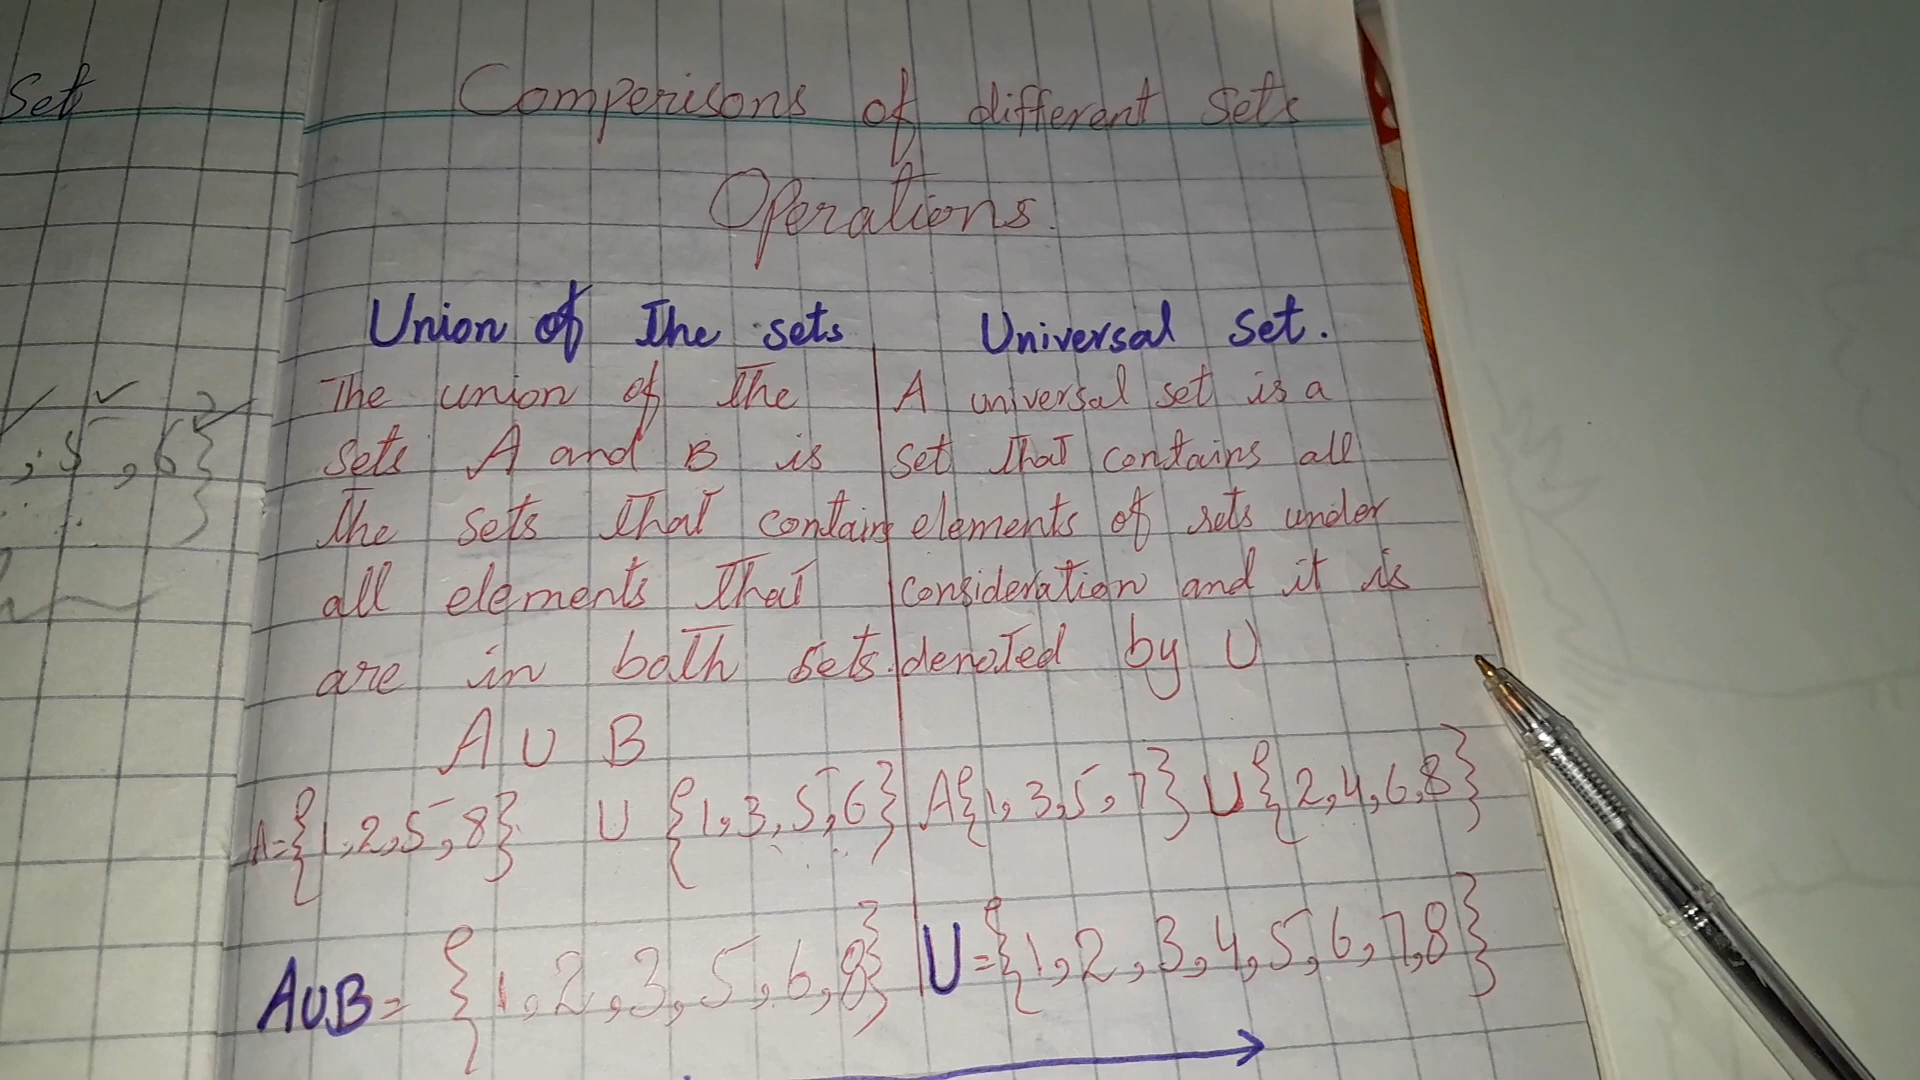 Set
Comperisons of different sets
Operations.
Union of The sets
The union of The
sets A and B is
The sets that contain
all elements that
are in both sets.
A U B
A={1,2,5,8} U {1,3,5,6}
AUB= {1,2,3,5,6,8}
Universal set.
A universal set is a
set that contains all
elements of sets under
consideration and it is
denoted by U
A{1,3,5,7} U{2,4,6,8}
U={1,2,3,4,5,6,7,8}
,5,6}